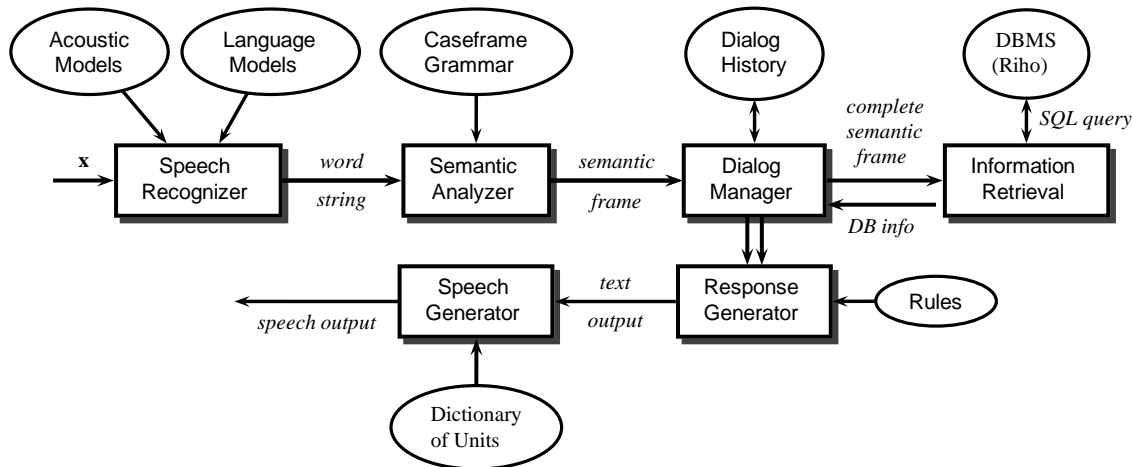 Acoustic
Models
Language
Models
Caseframe
Grammar
Dialog
History
DBMS
(Riho)
x
Speech
Recognizer
word
string
Semantic
Analyzer
semantic
frame
Dialog
Manager
complete
semantic
frame
SQL query
Information
Retrieval
DB info
speech output
Speech
Generator
text
output
Response
Generator
Rules
Dictionary
of Units